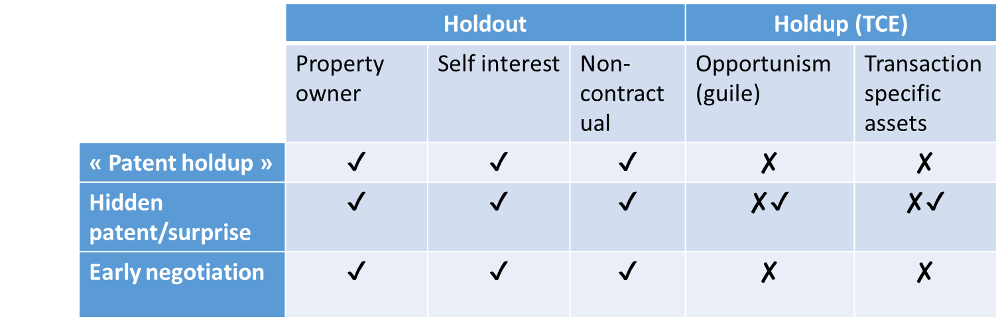 Holdout Holdup (TCE)
Property Self interest Non- Opportunism Transaction
owner contract (guile) specific
ual assets
« Patent holdup » ✓ ✓ ✓ ✗ ✗
Hidden ✓ ✓ ✓ ✗✓ ✗✓
patent/surprise
Early negotiation ✓ ✓ ✓ ✗ ✗